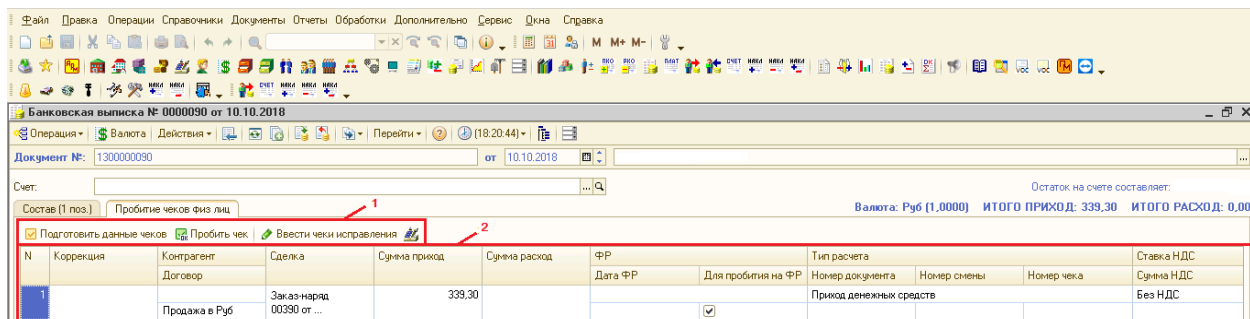 Файл Правка Операции Справочники Документы Отчеты Обработки Дополнительно Сервис Окна Справка
M M+ M-
Банковская выписка № 0000090 от 10.10.2018
Операция Валюта Действия Перейти (18:20:44)
Документ №: 1300000090 от 10.10.2018
Счет: Остаток на счете составляет:
Состав (1 поз.) Пробитие чеков физ лиц 1 Валюта: Руб (1,0000) ИТОГО ПРИХОД: 339,30 ИТОГО РАСХОД: 0,00
Подготовить данные чеков Пробить чек Ввести чеки исправления 2
N Коррекция Контрагент Сделка Сумма приход Сумма расход ФР Тип расчета Ставка НДС
Договор Дата ФР Для пробития на ФР Номер документа Номер смены Номер чека Сумма НДС
1 Заказ-наряд 339,30 Приход денежных средств Без НДС
Продажа в Руб 00390 от ...